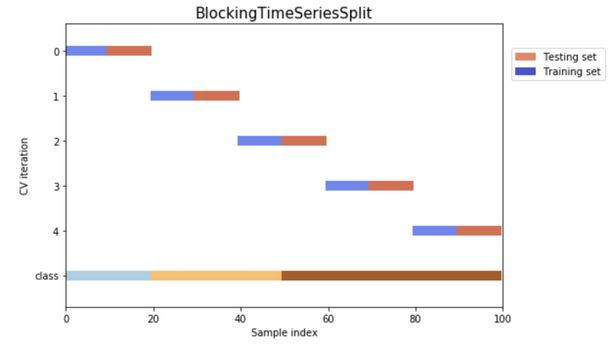 BlockingTimeSeriesSplit
Testing set
Training set
CV iteration
0
1
2
3
4
class
0 20 40 60 80 100
Sample index